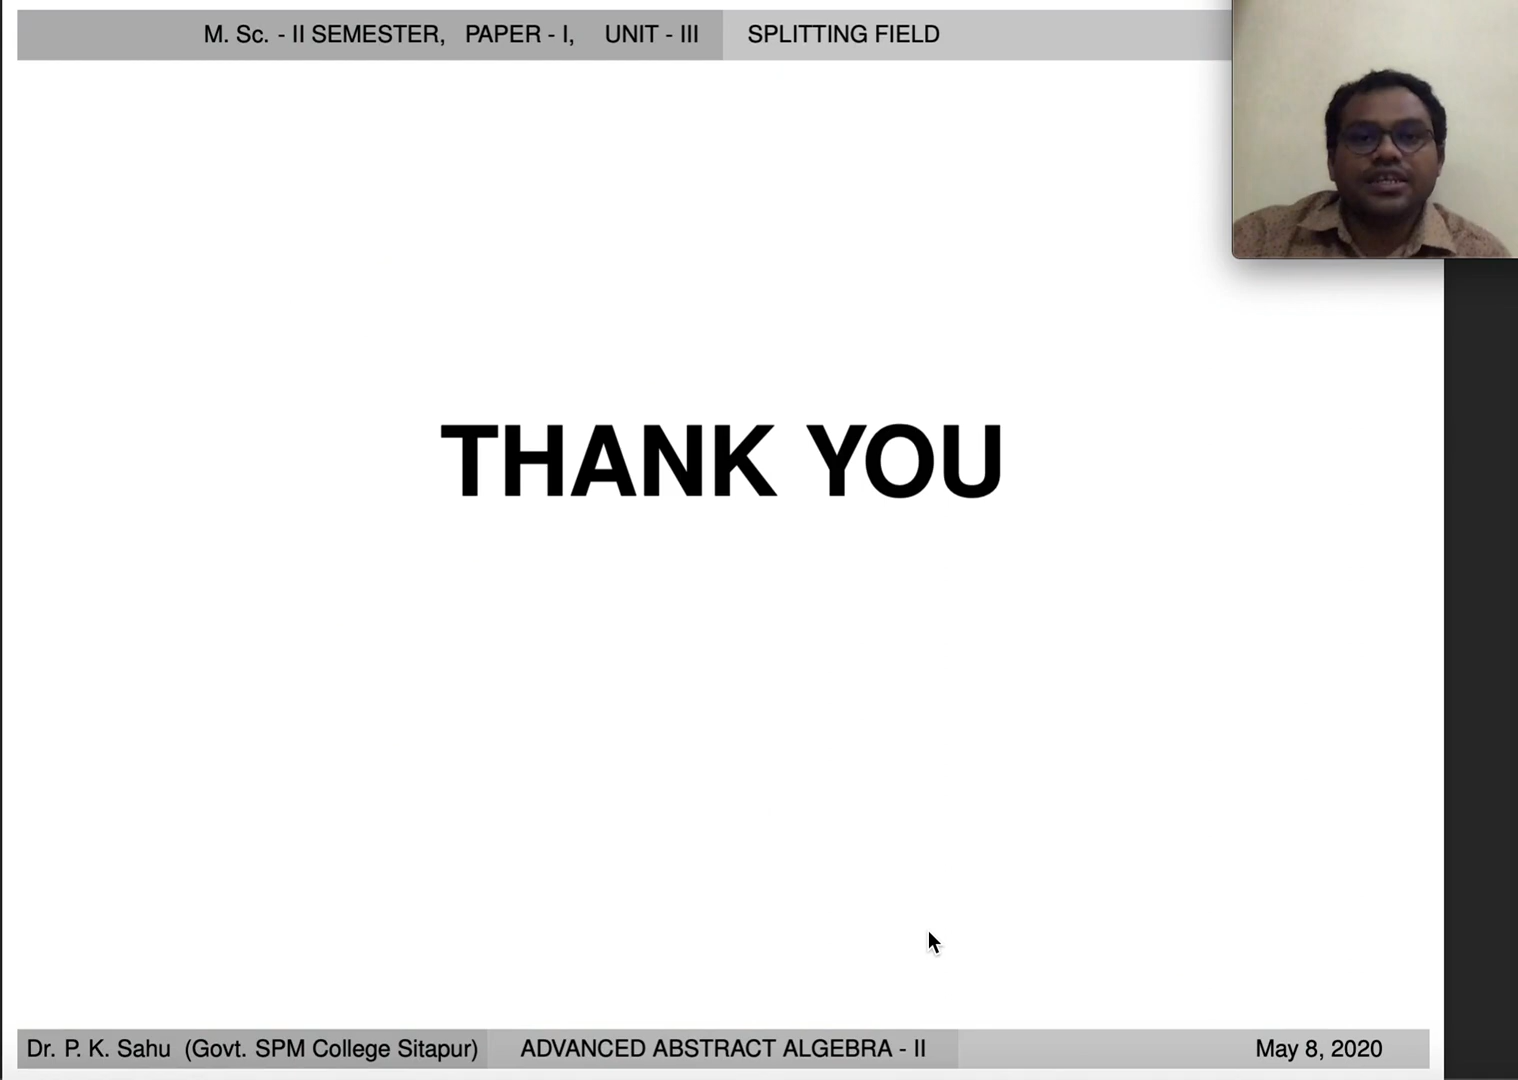 M. Sc. - II SEMESTER, PAPER - I, UNIT - III SPLITTING FIELD
THANK YOU
Dr. P. K. Sahu (Govt. SPM College Sitapur) ADVANCED ABSTRACT ALGEBRA - II May 8, 2020